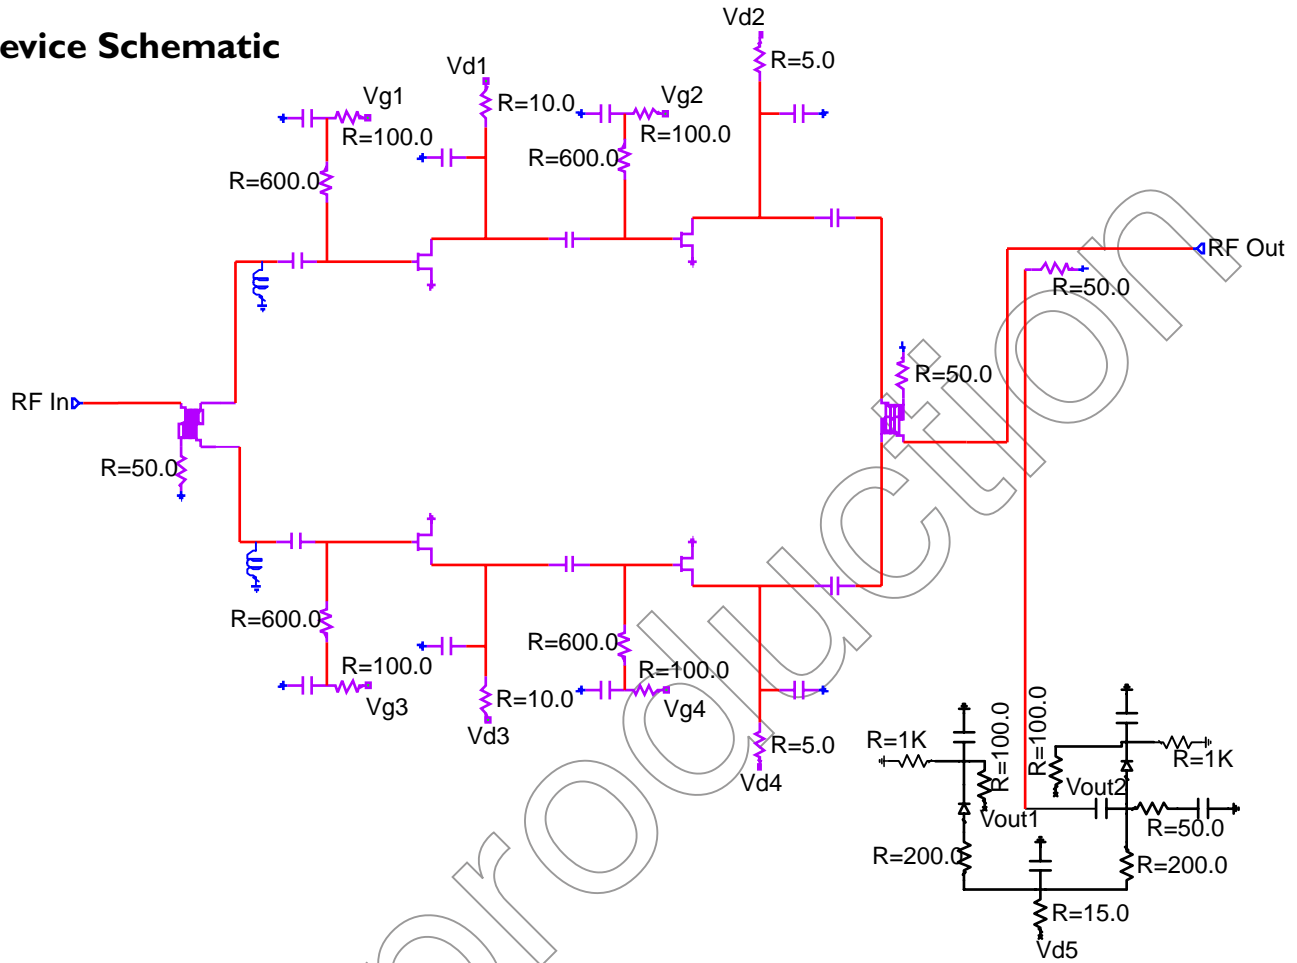 evice Schematic
Vd2
R=5.0
Vd1
R=10.0
Vg1
R=100.0
Vg2
R=100.0
R=600.0
R=600.0
RF Out
R=50.0
R=50.0
RF In
R=50.0
R=600.0
R=600.0
R=100.0
R=100.0
Vg3
R=10.0
Vg4
Vd3
R=5.0
Vd4
R=1K
R=100.0
R=100.0
R=1K
Vout2
Vout1
R=50.0
R=200.0
R=200.0
R=15.0
Vd5
production